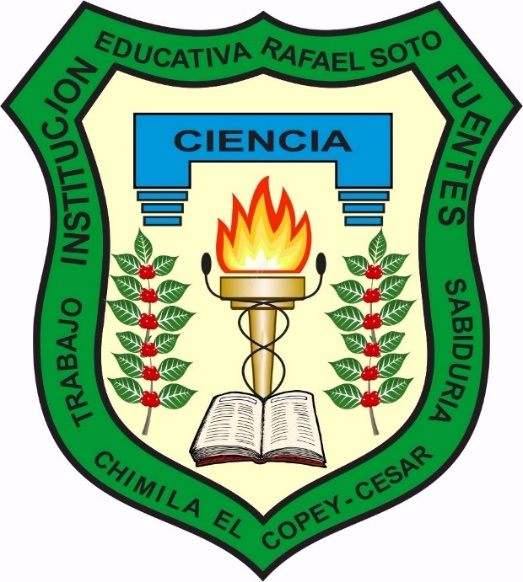 INSTITUCION EDUCATIVA RAFAEL SOTO FUENTES
CIENCIA
TRABAJO
SABIDURIA
CHIMILA EL COPEY - CESAR